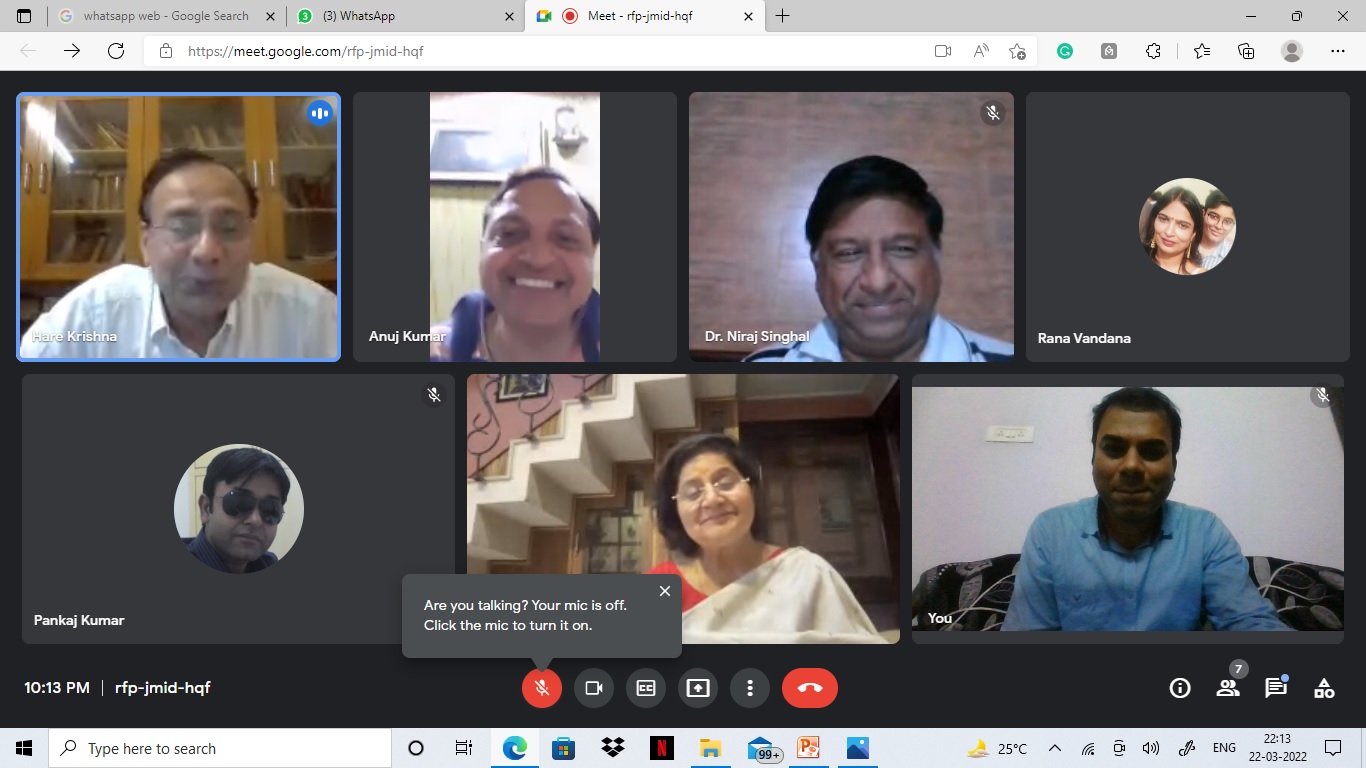 whatsapp web - Google Search
3
(3) WhatsApp
Meet - rfp-jmid-hqf
https://meet.google.com/rfp-jmid-hqf
Hare Krishna
Anuj Kumar
Dr. Niraj Singhal
Rana Vandana
Pankaj Kumar
Are you talking? Your mic is off.
Click the mic to turn it on.
You
10:13 PM | rfp-jmid-hqf
CC
7
Type here to search
99+
25°C
ENG
22:13
22-03-2022